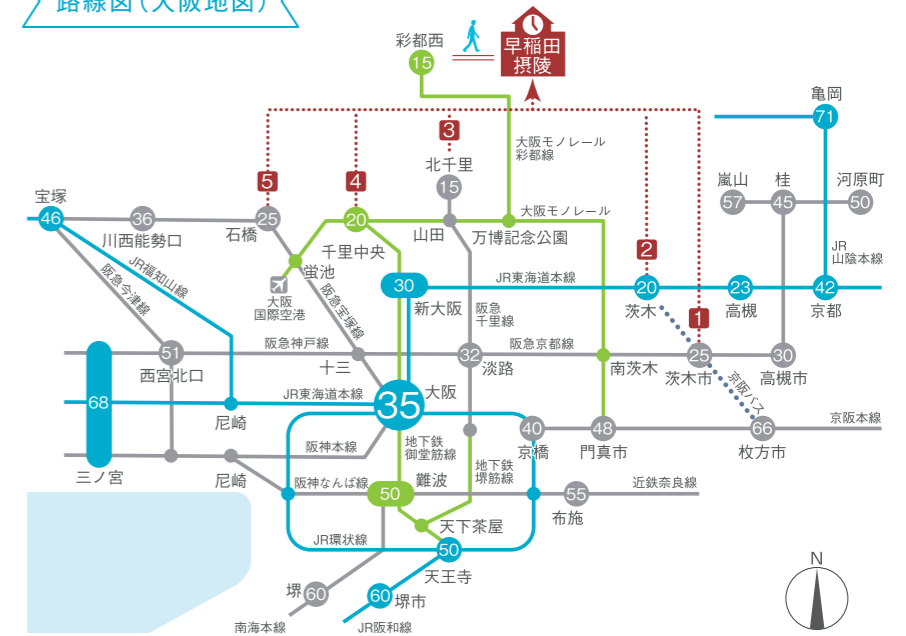 路線図（大阪地図）
彩都西
15
早稲田
摂陵
亀岡
71
3
大阪モノレール
彩都線
北千里
15
5
4
嵐山
57
桂
45
河原町
50
宝塚
46
36
川西能勢口
25
石橋
20
千里中央
山田
万博記念公園
大阪モノレール
2
JR
山陰本線
JR福知山線
阪急今津線
蛍池
大阪
国際空港
阪急宝塚線
30
新大阪
JR東海道本線
20
茨木
23
高槻
42
京都
阪急
千里線
1
51
西宮北口
阪急神戸線
十三
32
淡路
阪急京都線
南茨木
25
茨木市
30
高槻市
京阪バス
68
三ノ宮
JR東海道本線
尼崎
35
大阪
40
京橋
48
門真市
66
枚方市
京阪本線
阪神本線
地下鉄
御堂筋線
地下鉄
堺筋線
尼崎
阪神なんば線
50
難波
55
布施
近鉄奈良線
天下茶屋
JR環状線
50
天王寺
堺
60
60
堺市
南海本線
JR阪和線
N